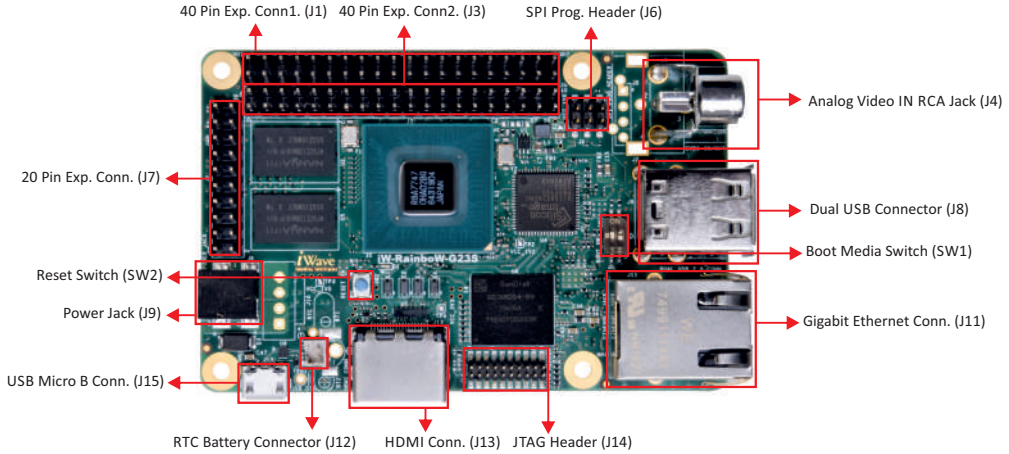 40 Pin Exp. Conn1. (J1)
40 Pin Exp. Conn2. (J3)
SPI Prog. Header (J6)
Analog Video IN RCA Jack (J4)
20 Pin Exp. Conn. (J7)
Dual USB Connector (J8)
Boot Media Switch (SW1)
Reset Switch (SW2)
Power Jack (J9)
Gigabit Ethernet Conn. (J11)
USB Micro B Conn. (J15)
RTC Battery Connector (J12)
HDMI Conn. (J13)
JTAG Header (J14)
iWave
iW-RainboW-G23S
RESET
JAPAN
SanDisk